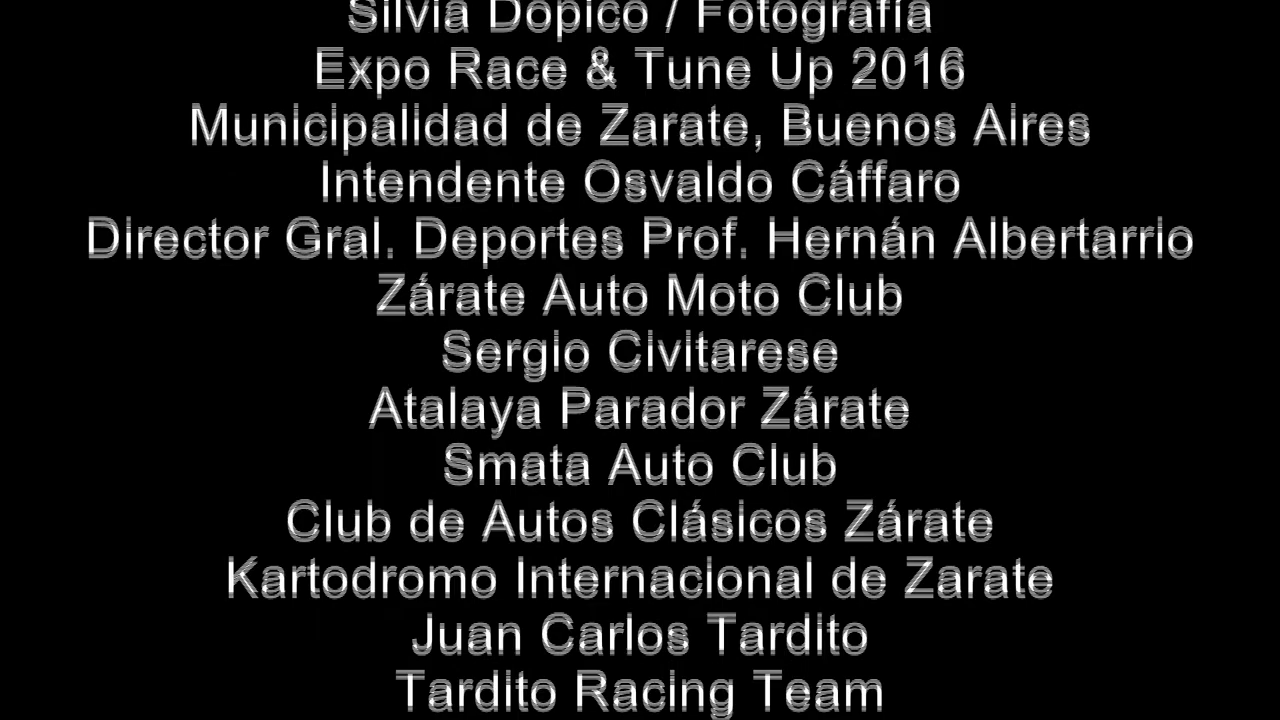 Silvia Dopico / Fotografía
Expo Race & Tune Up 2016
Municipalidad de Zarate, Buenos Aires
Intendente Osvaldo Cáffaro
Director Gral. Deportes Prof. Hernán Albertarrio
Zárate Auto Moto Club
Sergio Civitarese
Atalaya Parador Zárate
Smata Auto Club
Club de Autos Clásicos Zárate
Kartodromo Internacional de Zarate
Juan Carlos Tardito
Tardito Racing Team